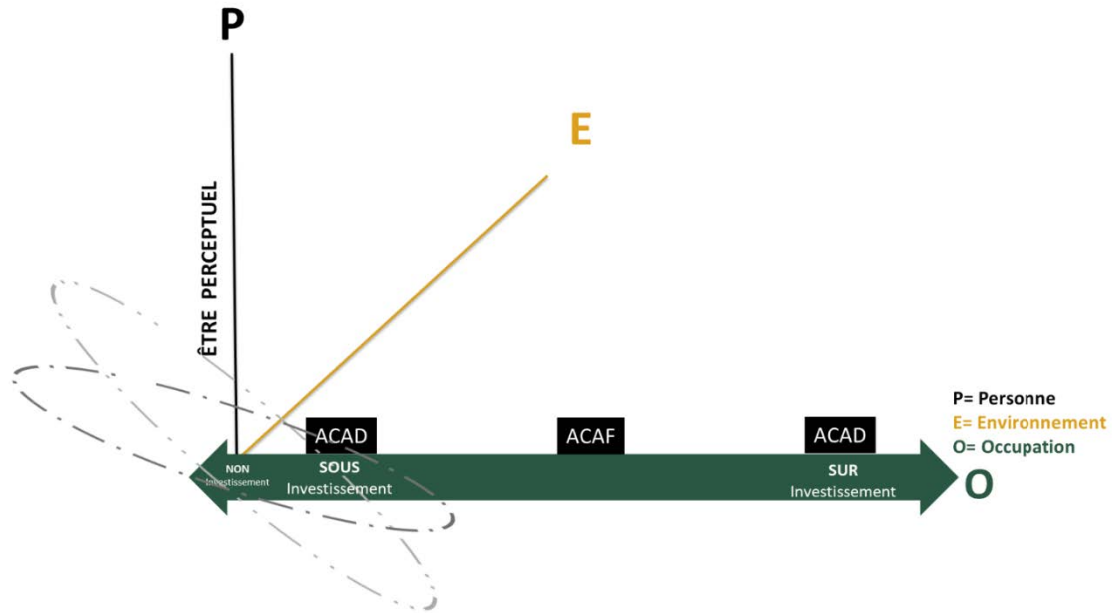 P
E
ÊTRE PERCEPTUEL
ACAD
ACAF
ACAD
P= Personne
E= Environnement
O= Occupation
NON
Investissement
SOUS
Investissement
SUR
Investissement
O